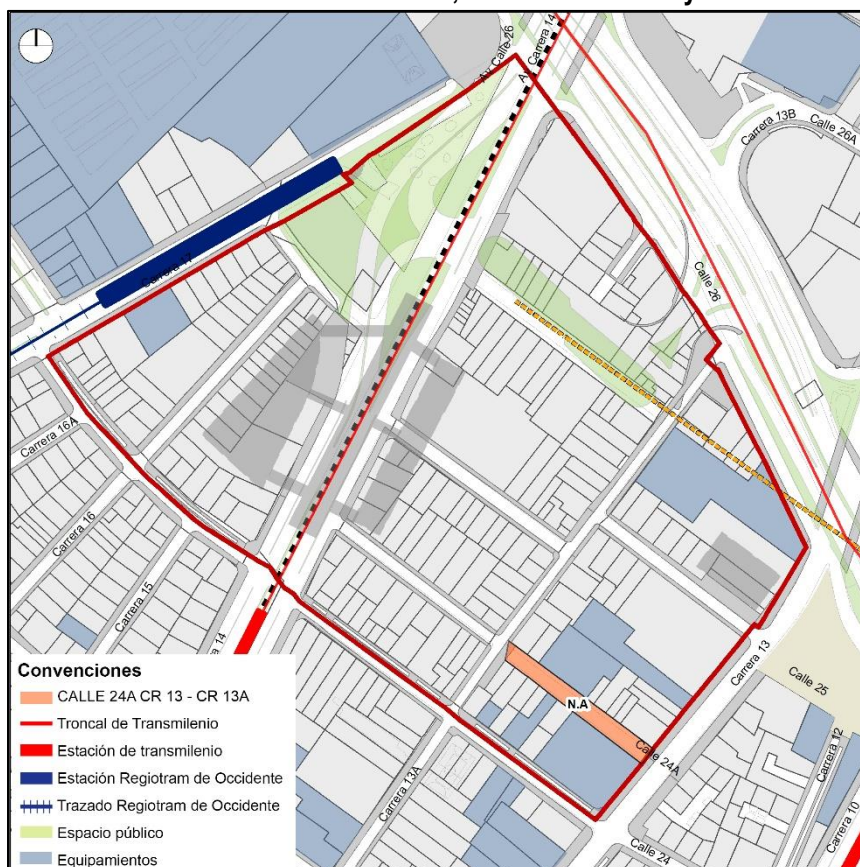 Av Calle 26
Av Carrera 14
Carrera 13B
Calle 26A
Carrera 17
Calle 26
Carrera 16A
Carrera 16
Carrera 15
Carrera 14
Carrera 13
Calle 25
N.A
Calle 24A
Carrera 12
Carrera 13A
Carrera 10
Calle 24
Convenciones
CALLE 24A CR 13 - CR 13A
Troncal de Transmilenio
Estación de transmilenio
Estación Registram de Occidente
Trazado Registram de Occidente
Espacio público
Equipamientos